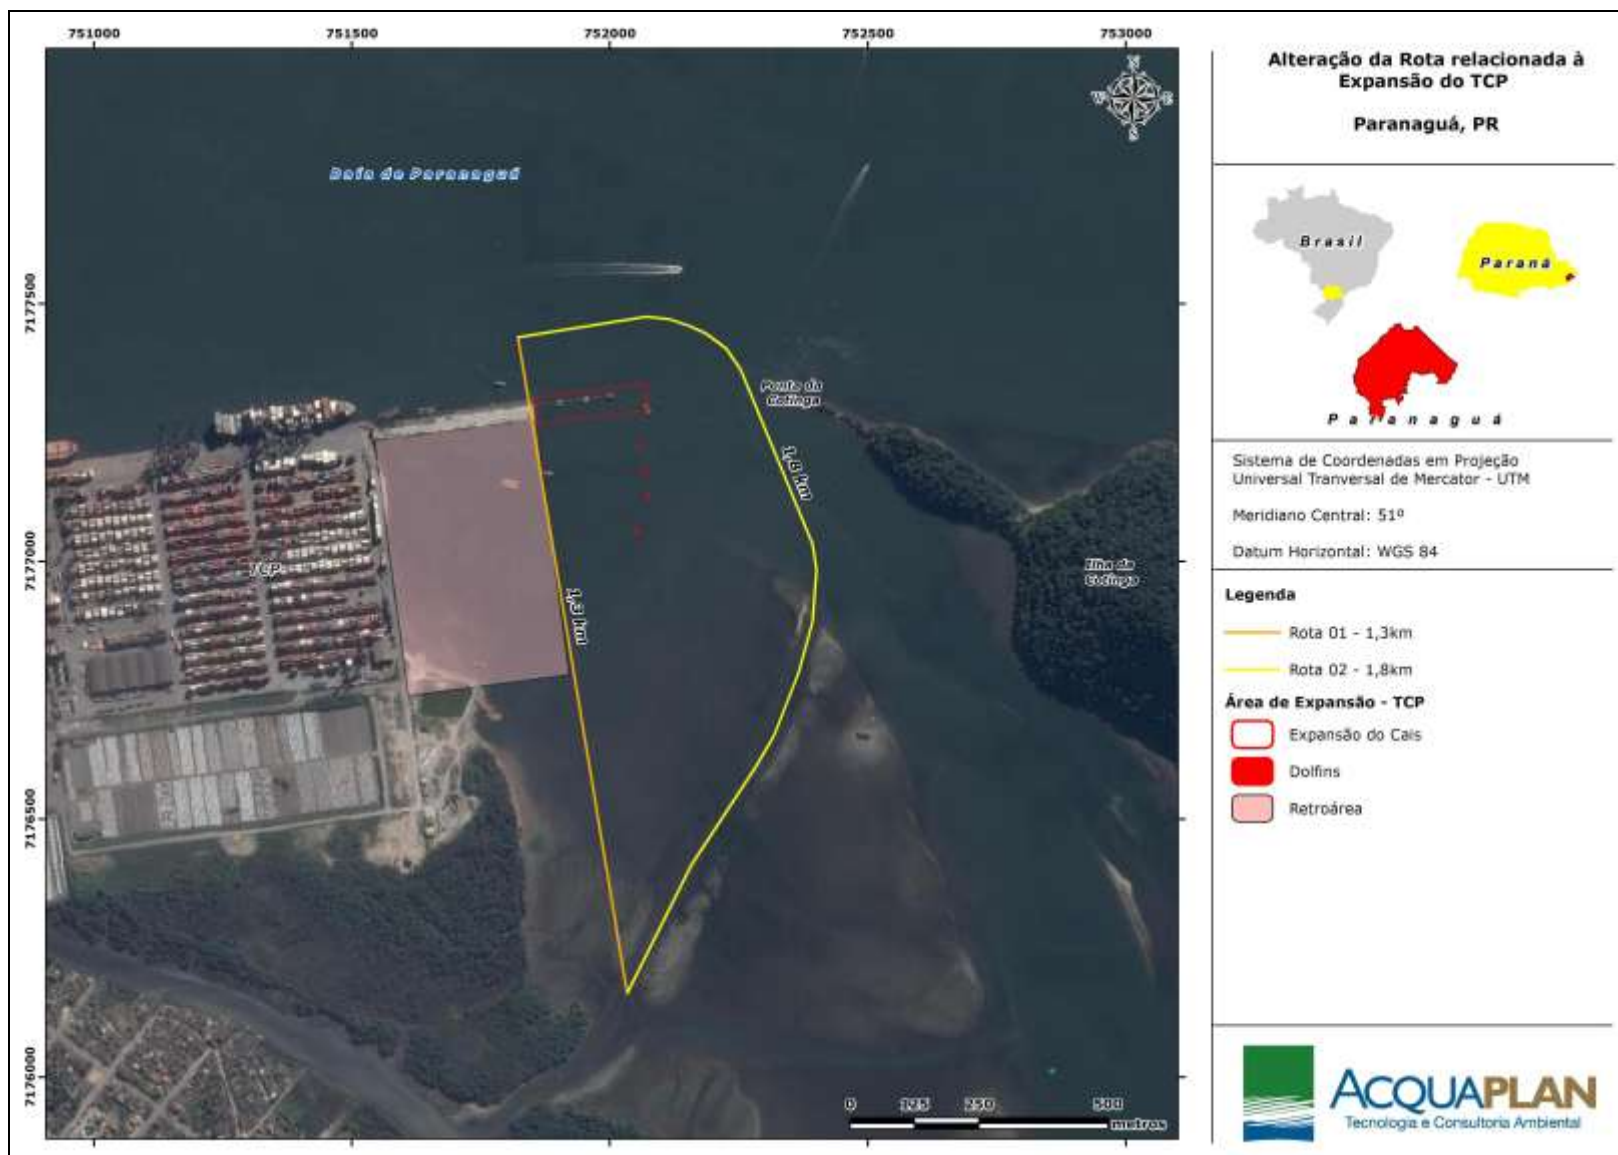 751000
751500
752000
752500
753000
7177500
7177000
7176500
7176000
N
W
E
S
Baía de Paranaguá
Ponta da
Cotinga
1,8 km
TCP
1,3 km
Ilha da
Cotinga
0 125 250 500
metros
Alteração da Rota relacionada à
Expansão do TCP
Paranaguá, PR
Brasil
Paraná
Paranaguá
Sistema de Coordenadas em Projeção
Universal Tranversal de Mercator - UTM
Meridiano Central: 51º
Datum Horizontal: WGS 84
Legenda
Rota 01 - 1,3km
Rota 02 - 1,8km
Área de Expansão - TCP
Expansão do Cais
Dolfins
Retroárea
ACQUAPLAN
Tecnologia e Consultoria Ambiental